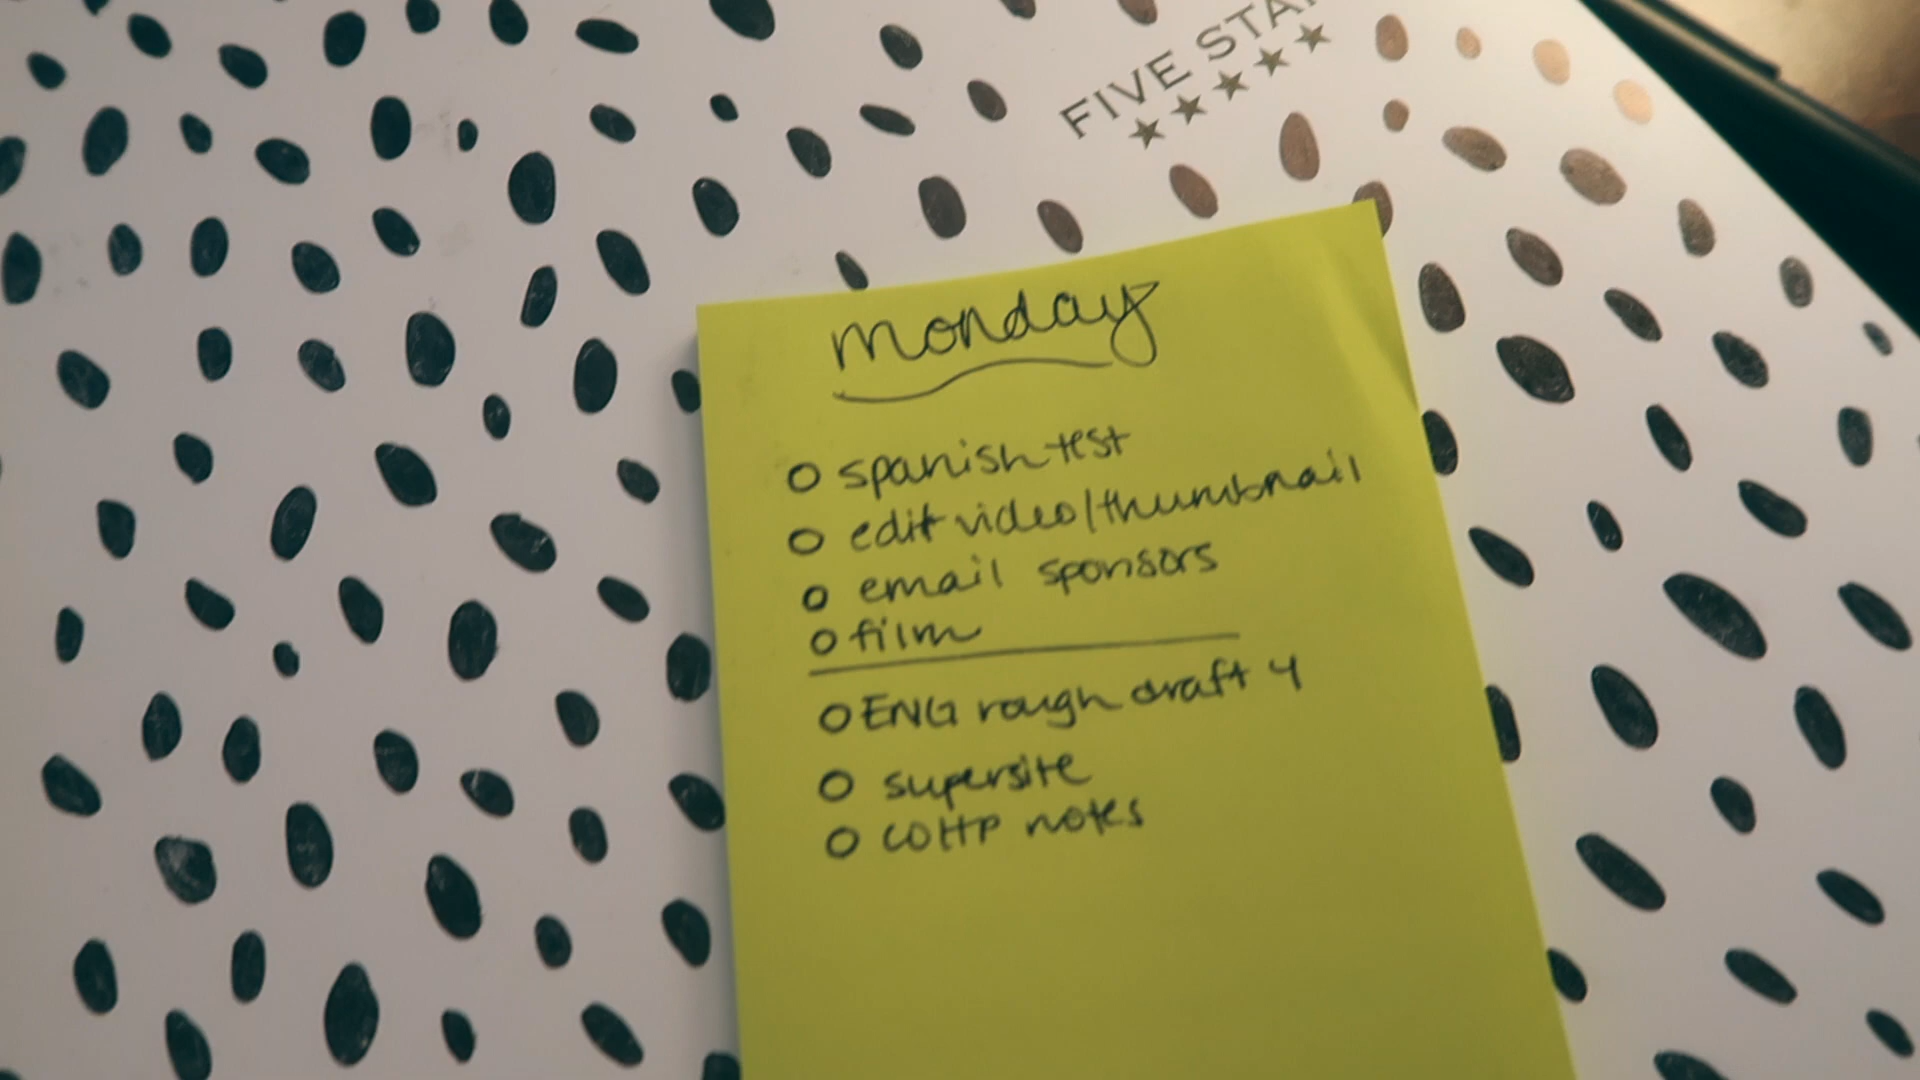 FIVE STAR
monday
spanish test
edit video/thumbnail
email sponsors
film
ENG rough draft 4
supersite
COHP notes